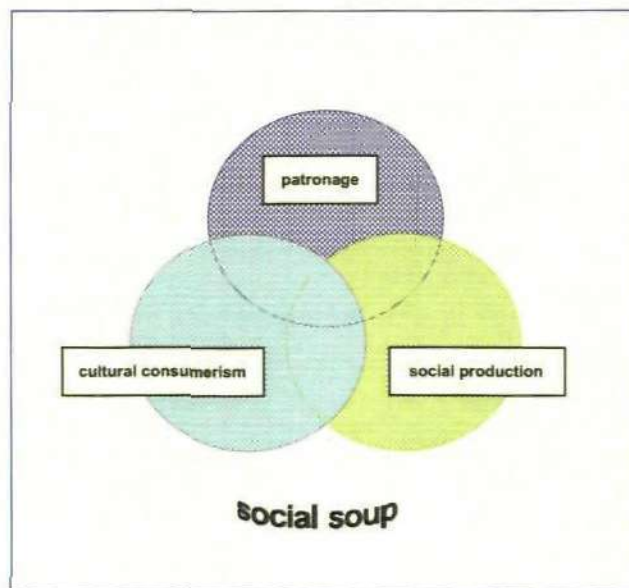 patronage
cultural consumerism
social production
social soup